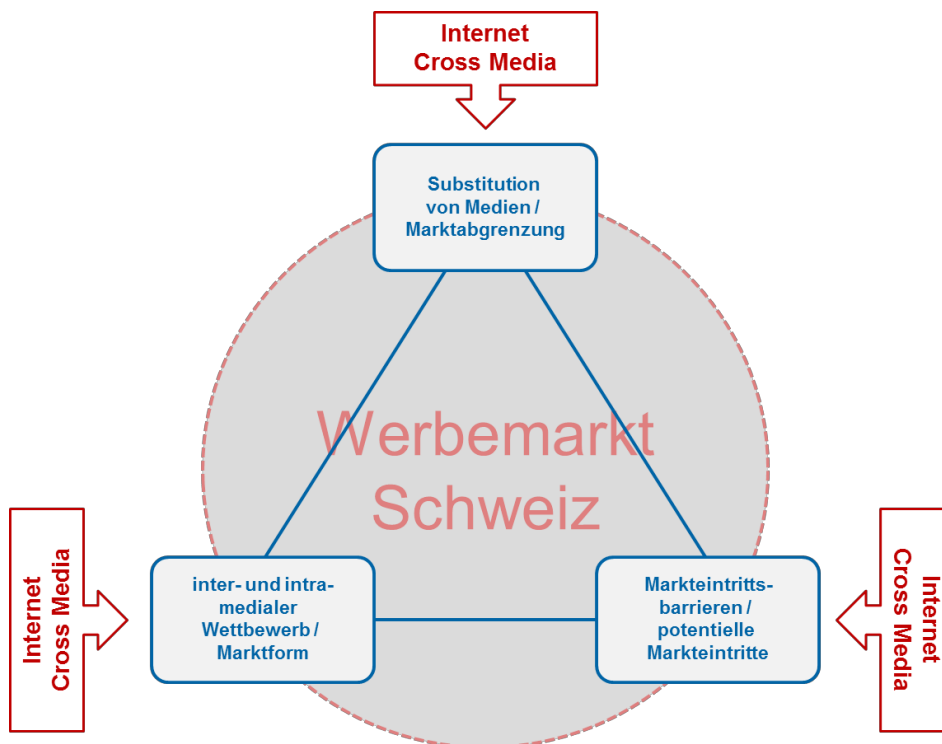 Internet
Cross Media
Substitution
von Medien /
Marktabgrenzung
Werbemarkt
Schweiz
Internet
Cross Media
inter- und intra-
medialer
Wettbewerb /
Marktform
Markteintritts-
barrieren /
potentielle
Markteintritte
Internet
Cross Media